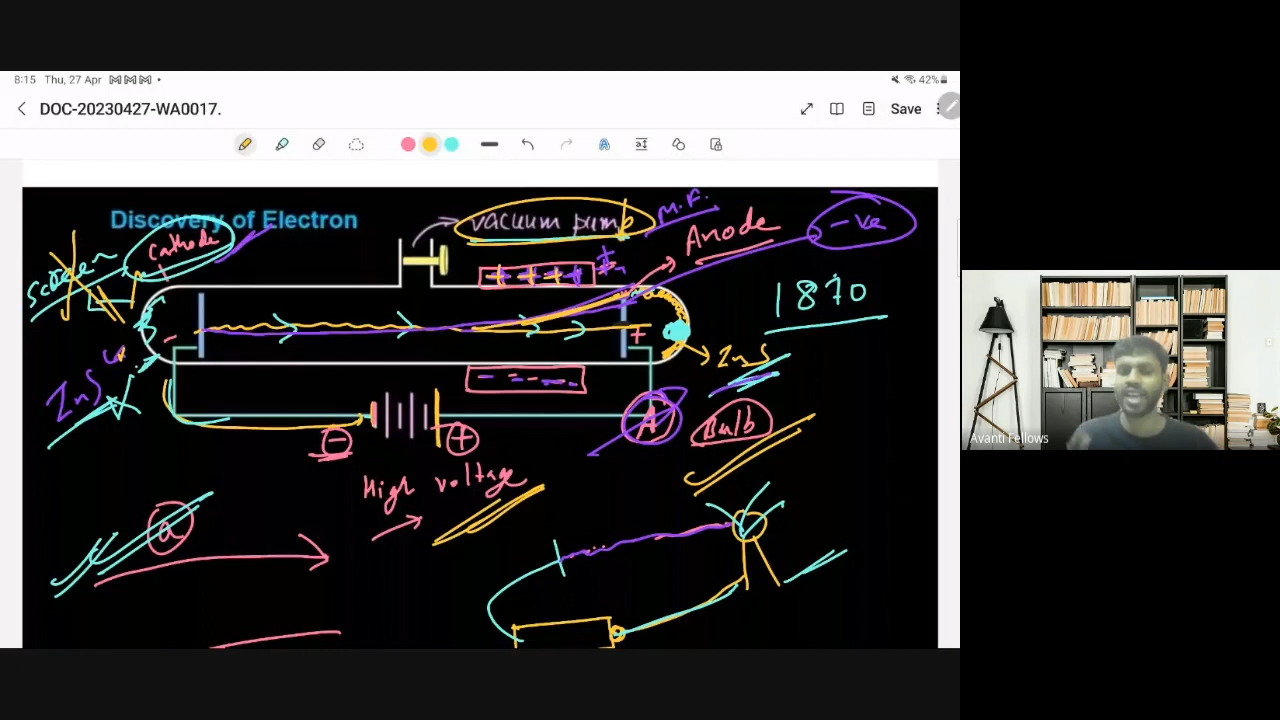 8:15 Thu, 27 Apr
42%
DOC-20230427-WA0017.
Save
Discovery of Electron
vacuum pump
M.F.
Anode
-ve
Cathode
Screen
+ + + +
1870
-
+
ZnS
ZnS
- - - - -
A
Bulb
-
+
High voltage
a
Avanti Fellows